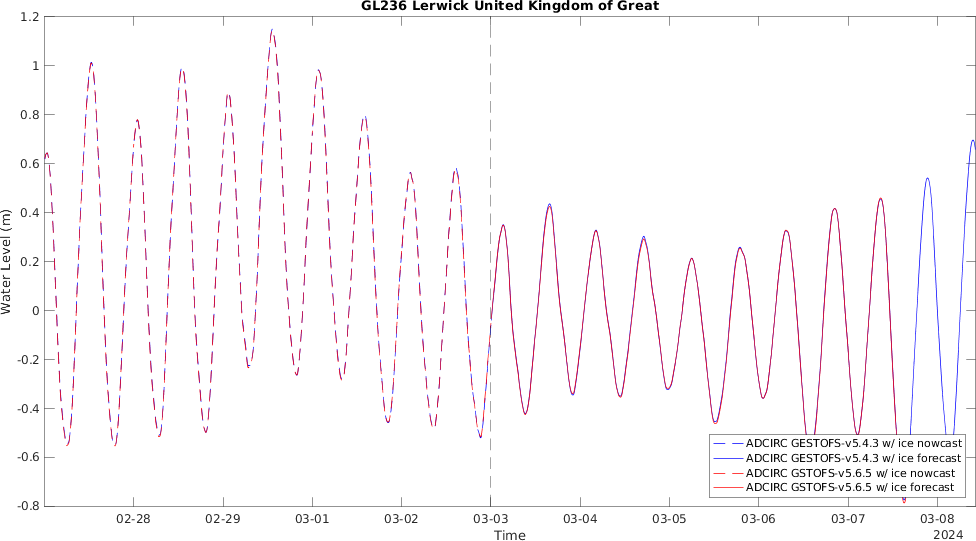 GL236 Lerwick United Kingdom of Great
1.2
1
0.8
0.6
0.4
0.2
0
-0.2
-0.4
-0.6
-0.8
Water Level (m)
ADCIRC GESTOFS-v5.4.3 w/ ice nowcast
ADCIRC GESTOFS-v5.4.3 w/ ice forecast
ADCIRC GSTOFS-v5.6.5 w/ ice nowcast
ADCIRC GSTOFS-v5.6.5 w/ ice forecast
02-28 02-29 03-01 03-02 03-03 03-04 03-05 03-06 03-07 03-08
Time
2024